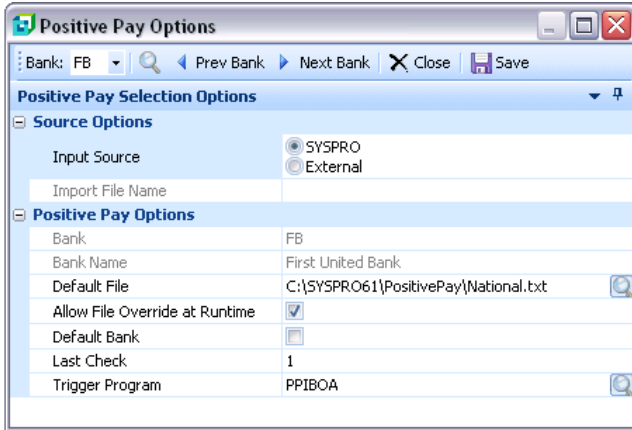 Positive Pay Options
Bank: FB Prev Bank Next Bank Close Save
Positive Pay Selection Options
Source Options
Input Source SYSPRO
External
Import File Name
Positive Pay Options
Bank FB
Bank Name First United Bank
Default File C:\SYSPRO61\PositivePay\National.txt
Allow File Override at Runtime
Default Bank
Last Check 1
Trigger Program PPIBOA